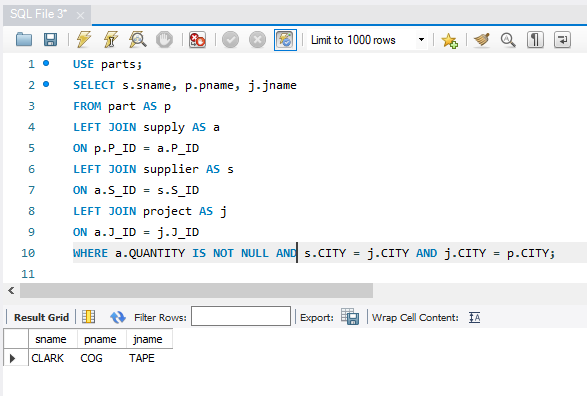 SQL File 3*
Limit to 1000 rows
1 USE parts;
2 SELECT s.sname, p.pname, j.jname
3 FROM part AS p
4 LEFT JOIN supply AS a
5 ON p.P_ID = a.P_ID
6 LEFT JOIN supplier AS s
7 ON a.S_ID = s.S_ID
8 LEFT JOIN project AS j
9 ON a.J_ID = j.J_ID
10 WHERE a.QUANTITY IS NOT NULL AND s.CITY = j.CITY AND j.CITY = p.CITY;
11
Result Grid Filter Rows: Export: Wrap Cell Content:
sname pname jname
CLARK COG TAPE